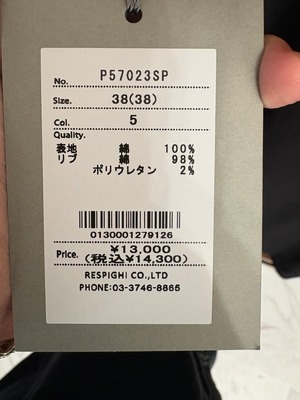 No. P57023SP
Size. 38(38)
Col. 5
Quality.
表地 綿 100%
リブ 綿 98%
ポリウレタン 2%
0130001279126
Price. ¥13,000
(税込¥14,300)
RESPIGHI CO.,LTD
PHONE:03-3746-8865